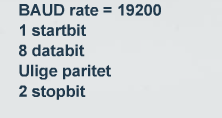 BAUD rate = 19200
1 startbit
8 databit
Ulige paritet
2 stopbit